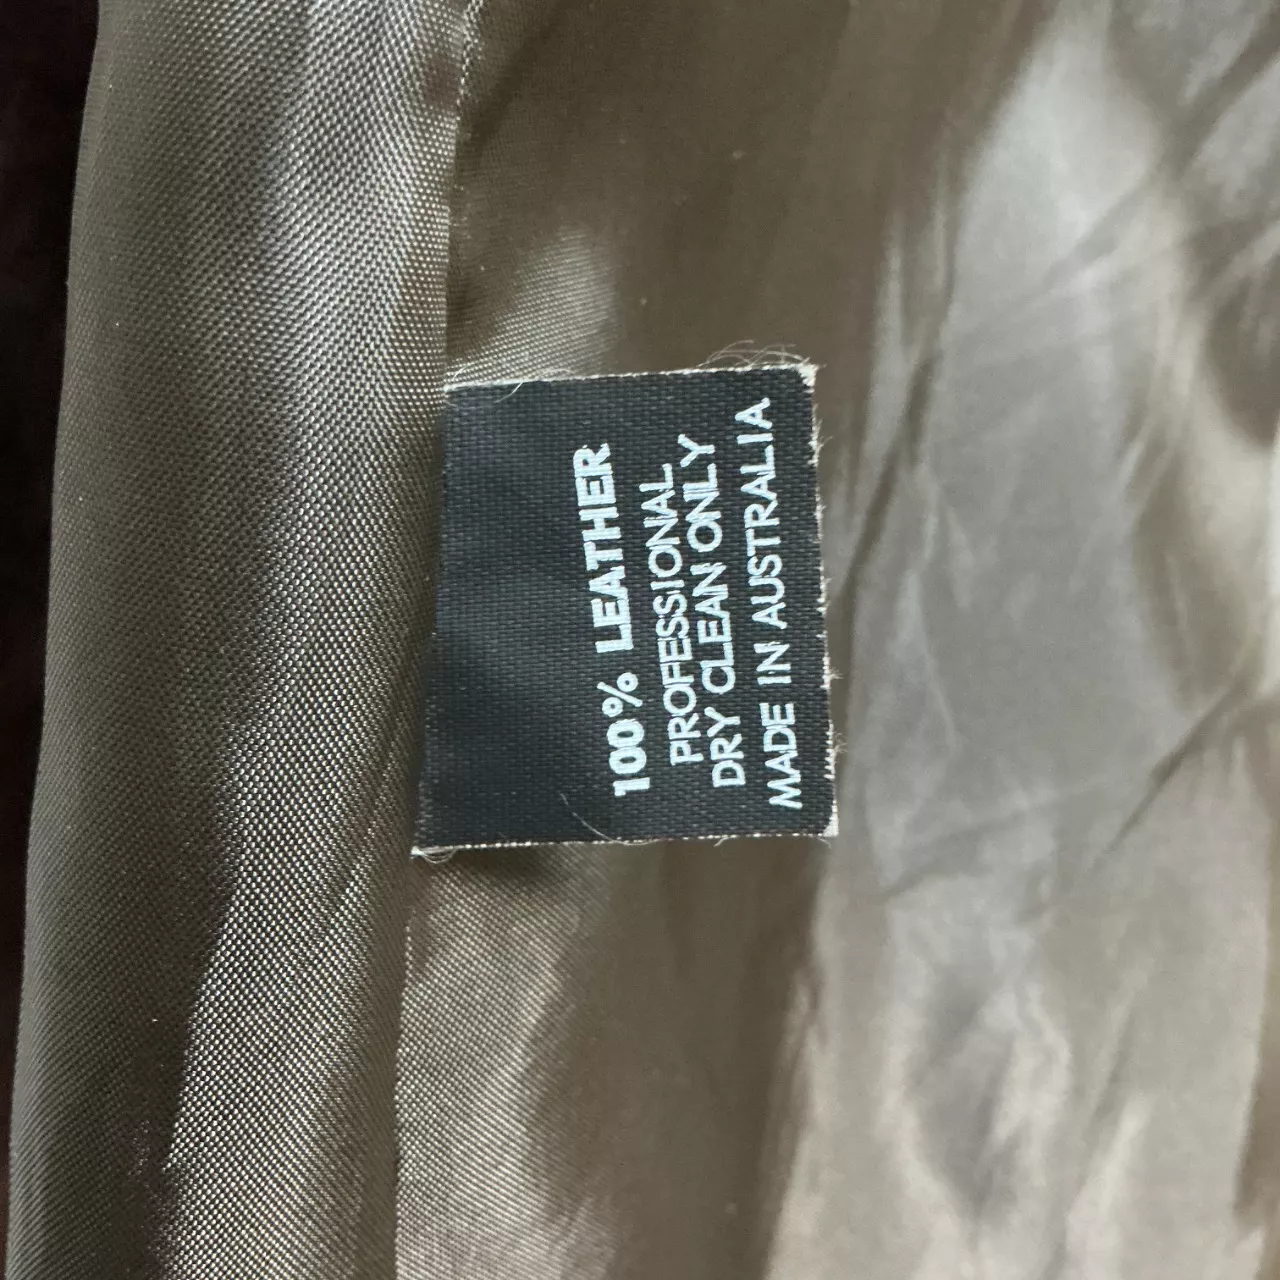 100% LEATHER
PROFESSIONAL
DRY CLEAN ONLY
MADE IN AUSTRALIA